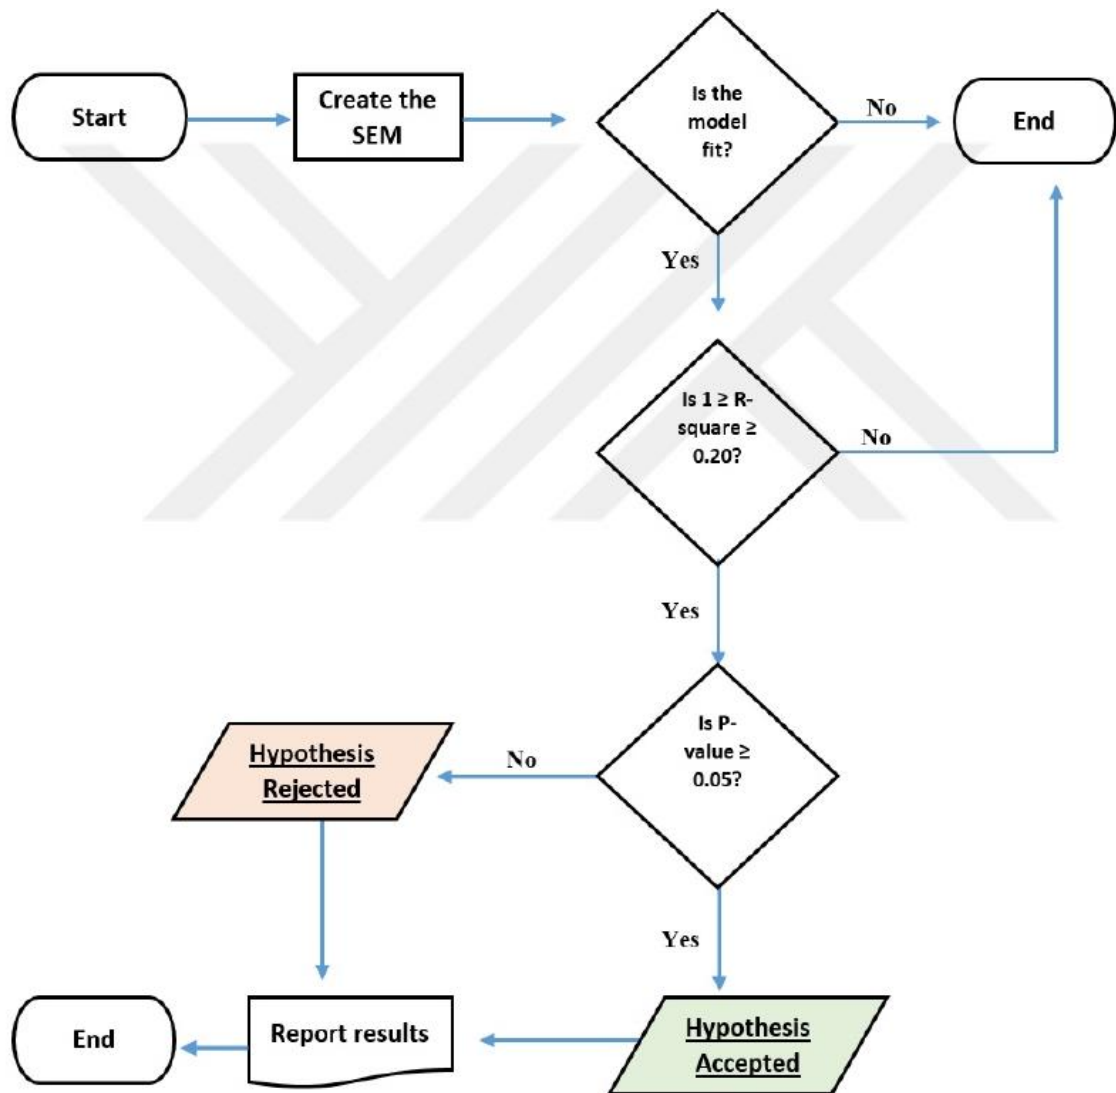 Start
Create the
SEM
Is the
model
fit?
No
End
Yes
Is 1 ≥ R-
square ≥
0.20?
No
Yes
Is P-
value ≥
0.05?
No
Hypothesis
Rejected
Yes
End
Report results
Hypothesis
Accepted